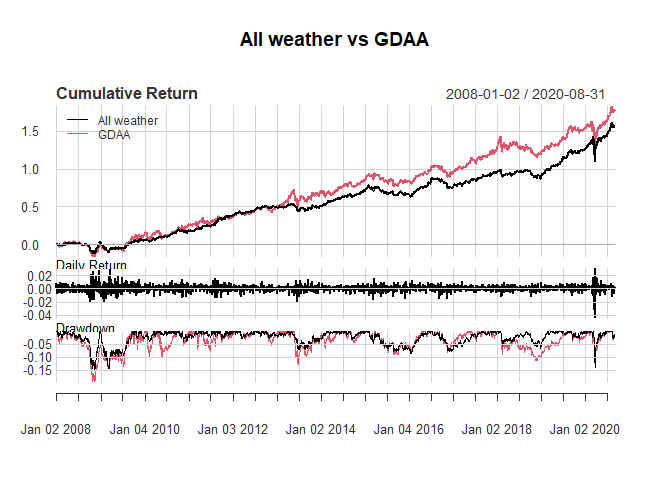 All weather vs GDAA
Cumulative Return
2008-01-02 / 2020-08-31
All weather
GDAA
1.5
1.0
0.5
0.0
Daily Return
0.02
0.00
-0.02
-0.04
Drawdown
-0.05
-0.10
-0.15
Jan 02 2008 Jan 04 2010 Jan 03 2012 Jan 02 2014 Jan 04 2016 Jan 02 2018 Jan 02 2020